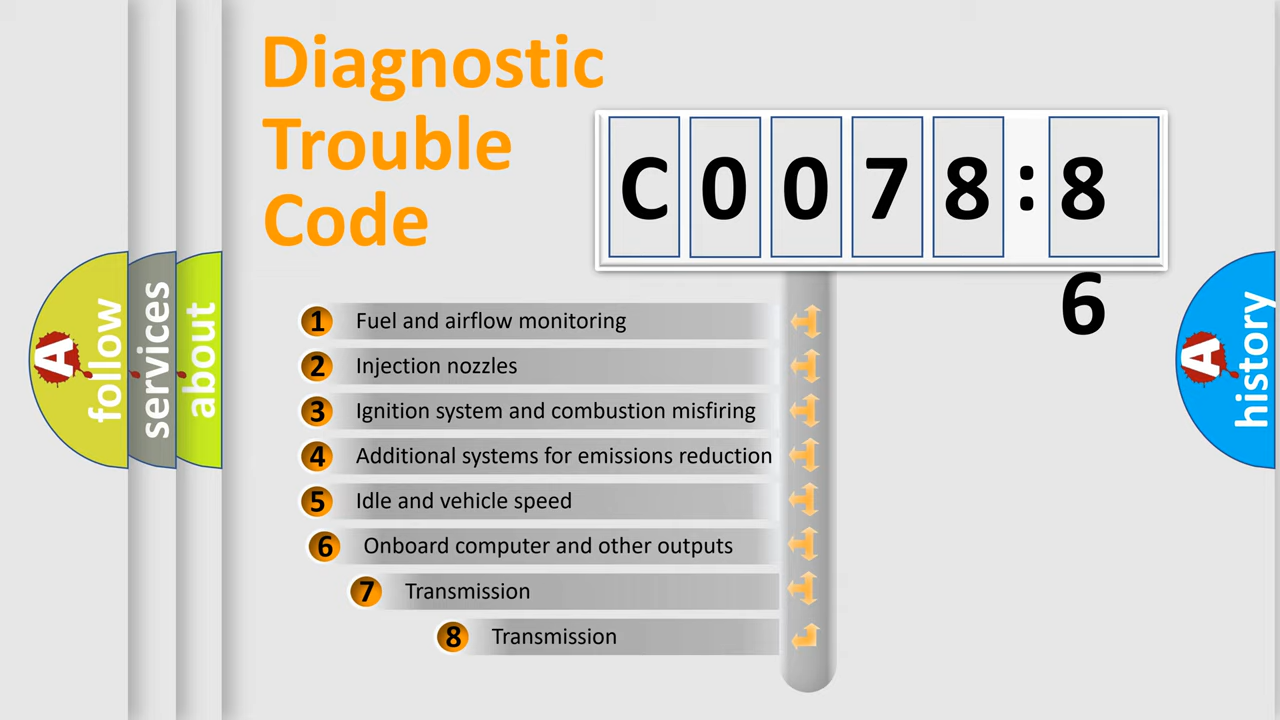 Diagnostic
Trouble
Code
C0078:8
6
1 Fuel and airflow monitoring
2 Injection nozzles
3 Ignition system and combustion misfiring
4 Additional systems for emissions reduction
5 Idle and vehicle speed
6 Onboard computer and other outputs
7 Transmission
8 Transmission
A follow
services
about
A history